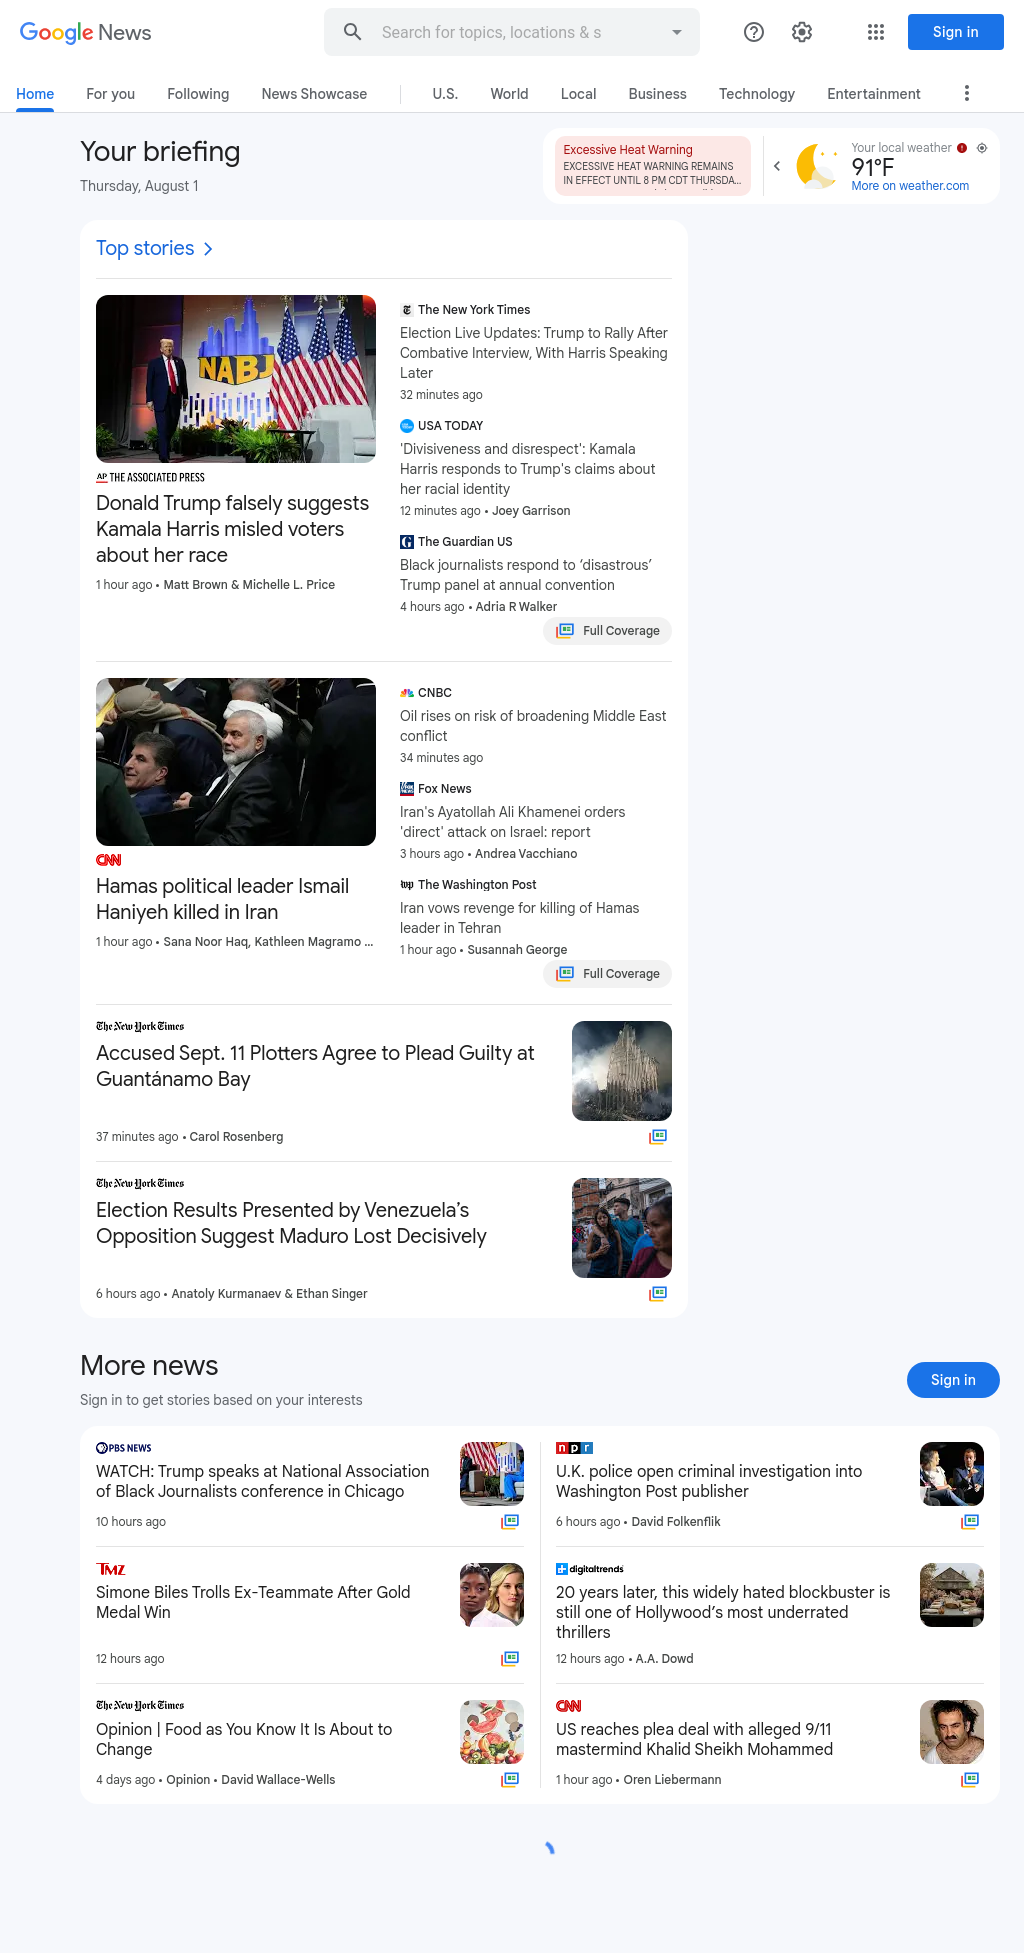 Google News
Search for topics, locations & s
Sign in
Home
For you
Following
News Showcase
U.S.
World
Local
Business
Technology
Entertainment
Your briefing
Thursday, August 1
Excessive Heat Warning
EXCESSIVE HEAT WARNING REMAINS
IN EFFECT UNTIL 8 PM CDT THURSDA...
Your local weather
91°F
More on weather.com
Top stories
NABJ
AP THE ASSOCIATED PRESS
Donald Trump falsely suggests
Kamala Harris misled voters
about her race
1 hour ago • Matt Brown & Michelle L. Price
The New York Times
Election Live Updates: Trump to Rally After
Combative Interview, With Harris Speaking
Later
32 minutes ago
USA TODAY
'Divisiveness and disrespect': Kamala
Harris responds to Trump's claims about
her racial identity
12 minutes ago • Joey Garrison
The Guardian US
Black journalists respond to ‘disastrous’
Trump panel at annual convention
4 hours ago • Adria R Walker
Full Coverage
CNN
Hamas political leader Ismail
Haniyeh killed in Iran
1 hour ago • Sana Noor Haq, Kathleen Magramo ...
CNBC
Oil rises on risk of broadening Middle East
conflict
34 minutes ago
Fox News
Iran's Ayatollah Ali Khamenei orders
'direct' attack on Israel: report
3 hours ago • Andrea Vacchiano
wp The Washington Post
Iran vows revenge for killing of Hamas
leader in Tehran
1 hour ago • Susannah George
Full Coverage
The New York Times
Accused Sept. 11 Plotters Agree to Plead Guilty at
Guantánamo Bay
37 minutes ago • Carol Rosenberg
The New York Times
Election Results Presented by Venezuela’s
Opposition Suggest Maduro Lost Decisively
6 hours ago • Anatoly Kurmanaev & Ethan Singer
More news
Sign in to get stories based on your interests
Sign in
PBS NEWS
WATCH: Trump speaks at National Association
of Black Journalists conference in Chicago
10 hours ago
npr
U.K. police open criminal investigation into
Washington Post publisher
6 hours ago • David Folkenflik
TMZ
Simone Biles Trolls Ex-Teammate After Gold
Medal Win
12 hours ago
digitaltrends
20 years later, this widely hated blockbuster is
still one of Hollywood’s most underrated
thrillers
12 hours ago • A.A. Dowd
The New York Times
Opinion | Food as You Know It Is About to
Change
4 days ago • Opinion • David Wallace-Wells
CNN
US reaches plea deal with alleged 9/11
mastermind Khalid Sheikh Mohammed
1 hour ago • Oren Liebermann